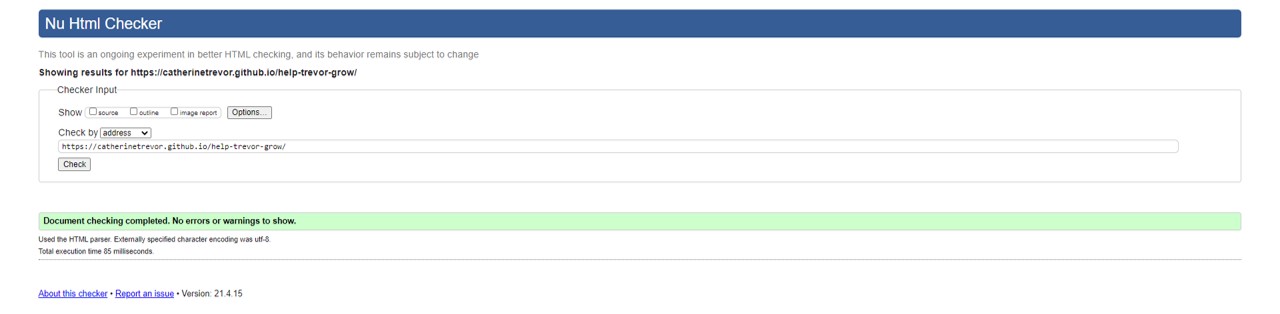 Nu Html Checker
This tool is an ongoing experiment in better HTML checking, and its behavior remains subject to change
Showing results for https://catherinetrevor.github.io/help-trevor-grow/
Checker Input
Show source outline image report Options...
Check by address
https://catherinetrevor.github.io/help-trevor-grow/
Check
Document checking completed. No errors or warnings to show.
Used the HTML parser. Externally specified character encoding was utf-8.
Total execution time 85 milliseconds.
About this checker • Report an issue • Version: 21.4.15